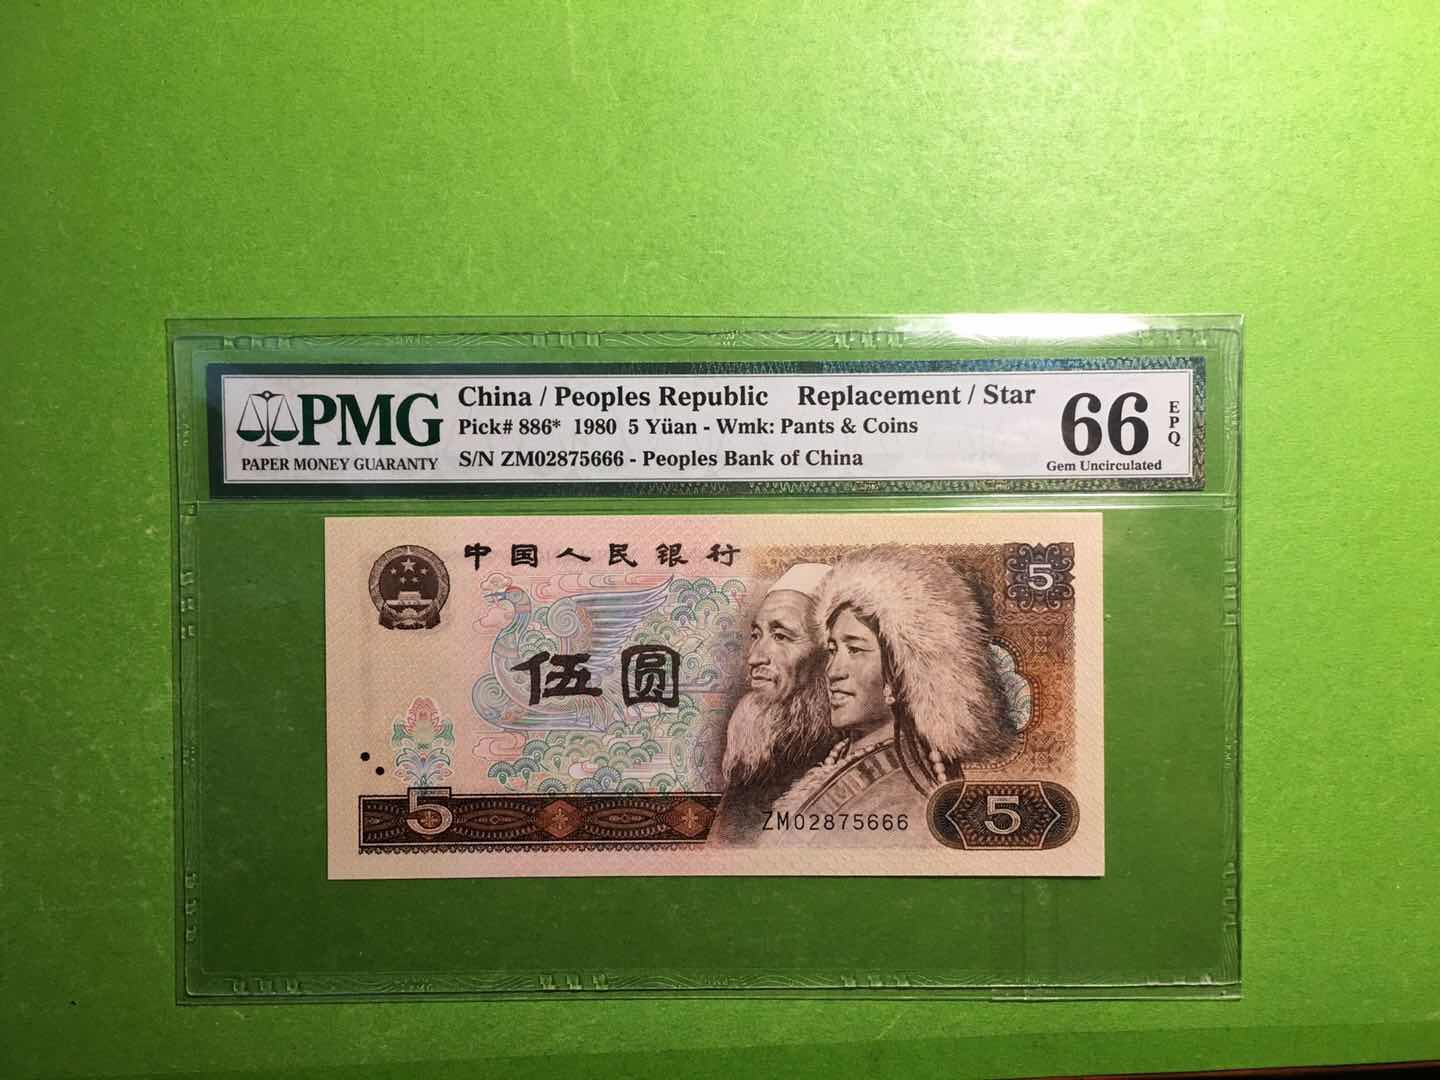 PMG
PAPER MONEY GUARANTY
China / Peoples Republic Replacement / Star
Pick# 886* 1980 5 Yüan - Wmk: Pants & Coins
S/N ZM02875666 - Peoples Bank of China
66
EPQ
Gem Uncirculated
中国人民银行
5
伍圆
5
ZM02875666
5